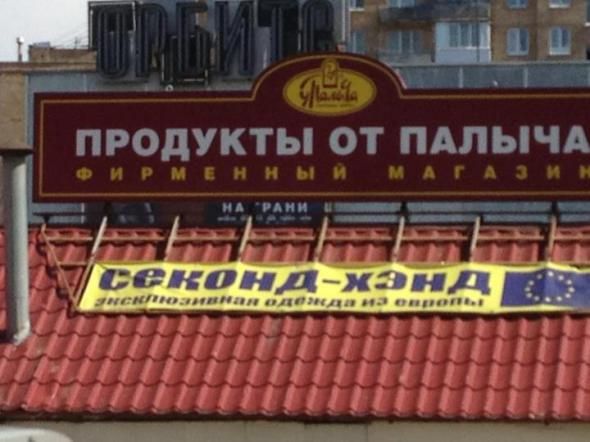 ОРБИТА
у Палыча
ПРОДУКТЫ ОТ ПАЛЫЧА
ФИРМЕННЫЙ МАГАЗИН
НА ГРАНИ
секонд-хэнд
эксклюзивная одежда из европы